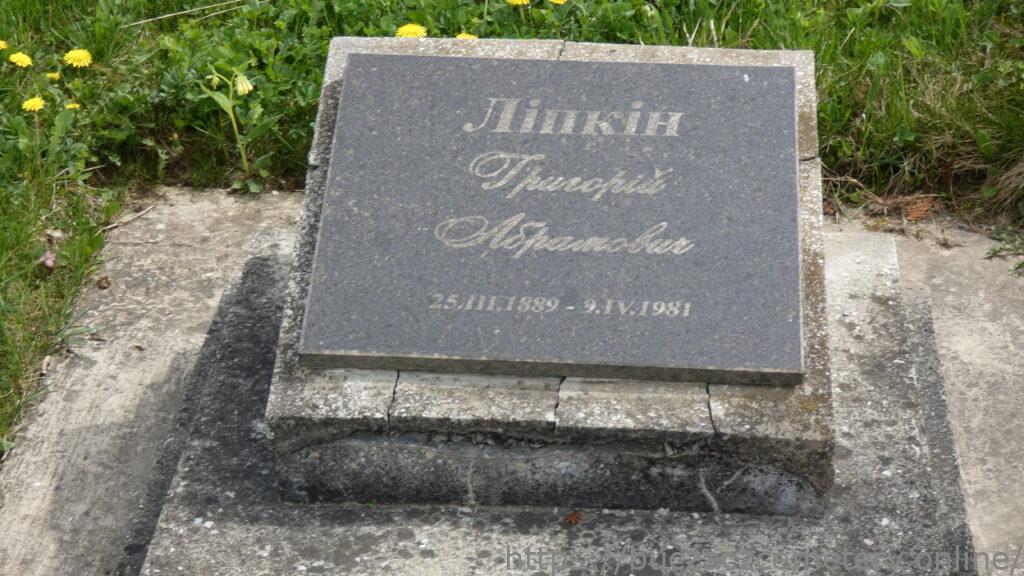 Ліпкін
Григорій
Абрамович
25.III.1889 - 9.IV.1981